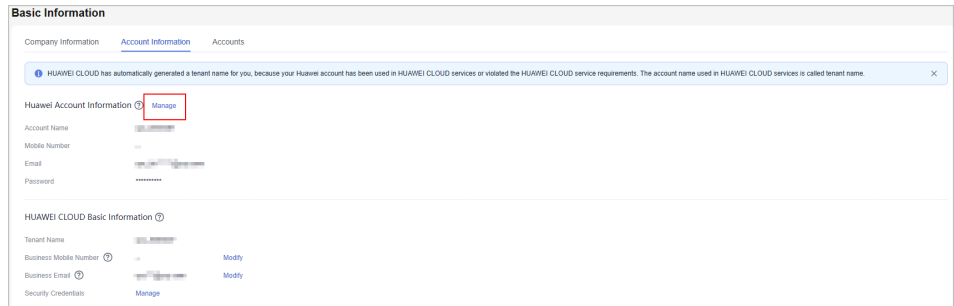 Basic Information
Company Information Account Information Accounts
HUAWEI CLOUD has automatically generated a tenant name for you, because your Huawei account has been used in HUAWEI CLOUD services or violated the HUAWEI CLOUD service requirements. The account name used in HUAWEI CLOUD services is called tenant name.
Huawei Account Information ? Manage
Account Name
Mobile Number
Email
Password **********
HUAWEI CLOUD Basic Information ?
Tenant Name
Business Mobile Number ? Modify
Business Email ? Modify
Security Credentials Manage